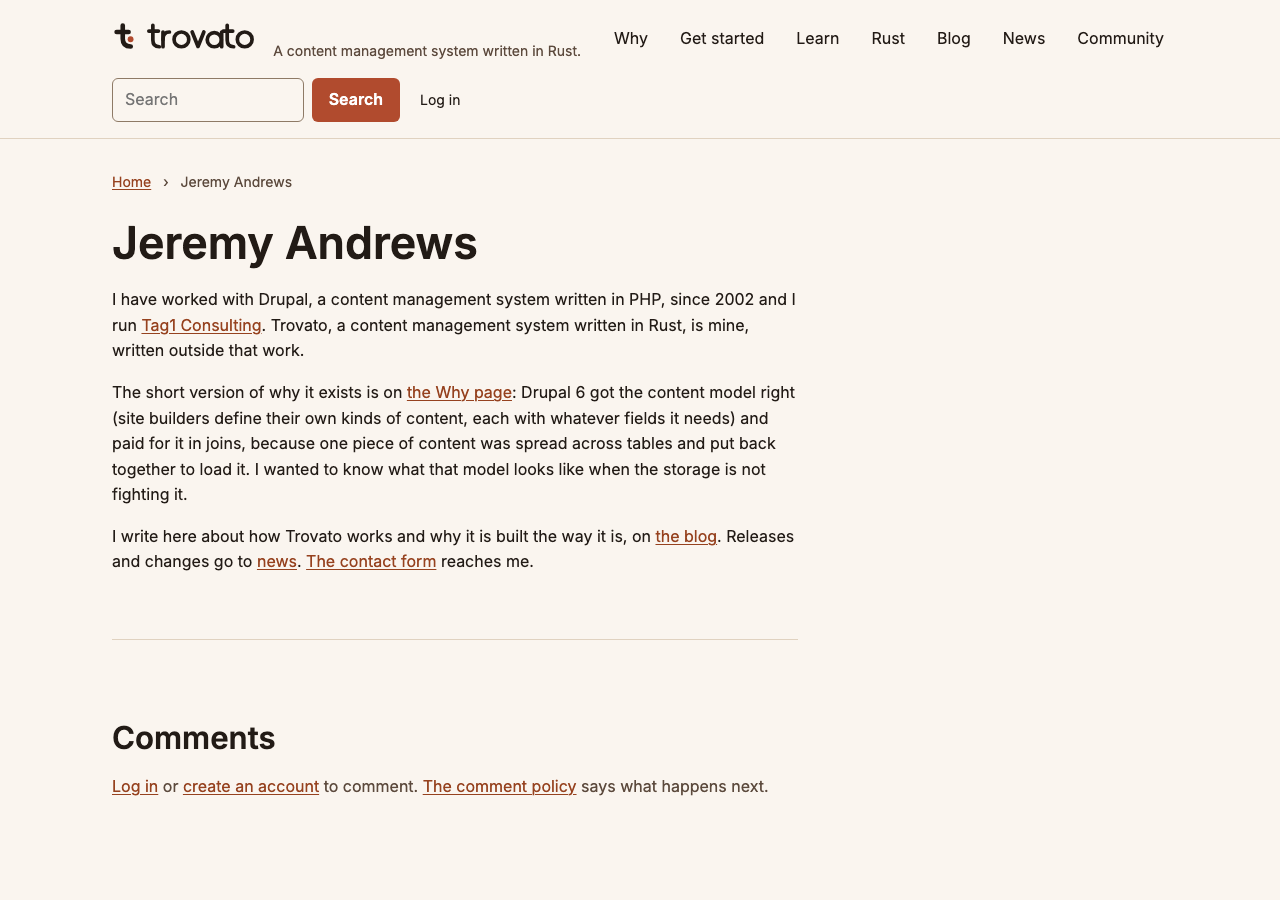 trovato
A content management system written in Rust.
Why
Get started
Learn
Rust
Blog
News
Community
Search
Search
Log in
Home › Jeremy Andrews
Jeremy Andrews
I have worked with Drupal, a content management system written in PHP, since 2002 and I
run Tag1 Consulting. Trovato, a content management system written in Rust, is mine,
written outside that work.
The short version of why it exists is on the Why page: Drupal 6 got the content model right
(site builders define their own kinds of content, each with whatever fields it needs) and
paid for it in joins, because one piece of content was spread across tables and put back
together to load it. I wanted to know what that model looks like when the storage is not
fighting it.
I write here about how Trovato works and why it is built the way it is, on the blog. Releases
and changes go to news. The contact form reaches me.
Comments
Log in or create an account to comment. The comment policy says what happens next.